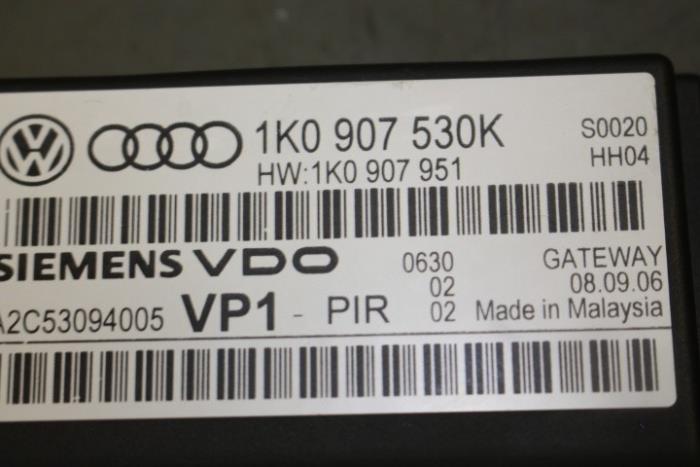 1K0 907 530K S0020
HW:1K0 907 951 HH04
SIEMENS VDO 0630 GATEWAY
02 08.09.06
A2C53094005 VP1 - PIR 02 Made in Malaysia